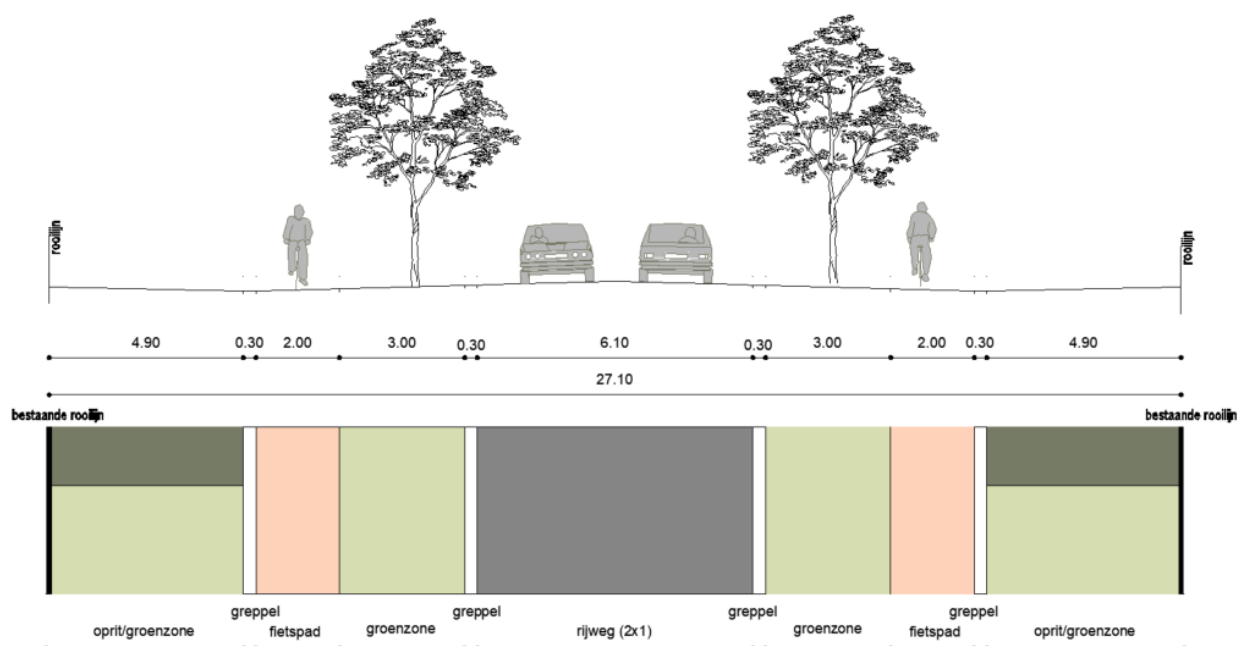 rooilijn
rooilijn
4.90 0.30 2.00 3.00 0.30 6.10 0.30 3.00 2.00 0.30 4.90
27.10
bestaande rooilijn bestaande rooilijn
greppel greppel greppel greppel
oprit/groenzone fietspad groenzone rijweg (2x1) groenzone fietspad oprit/groenzone